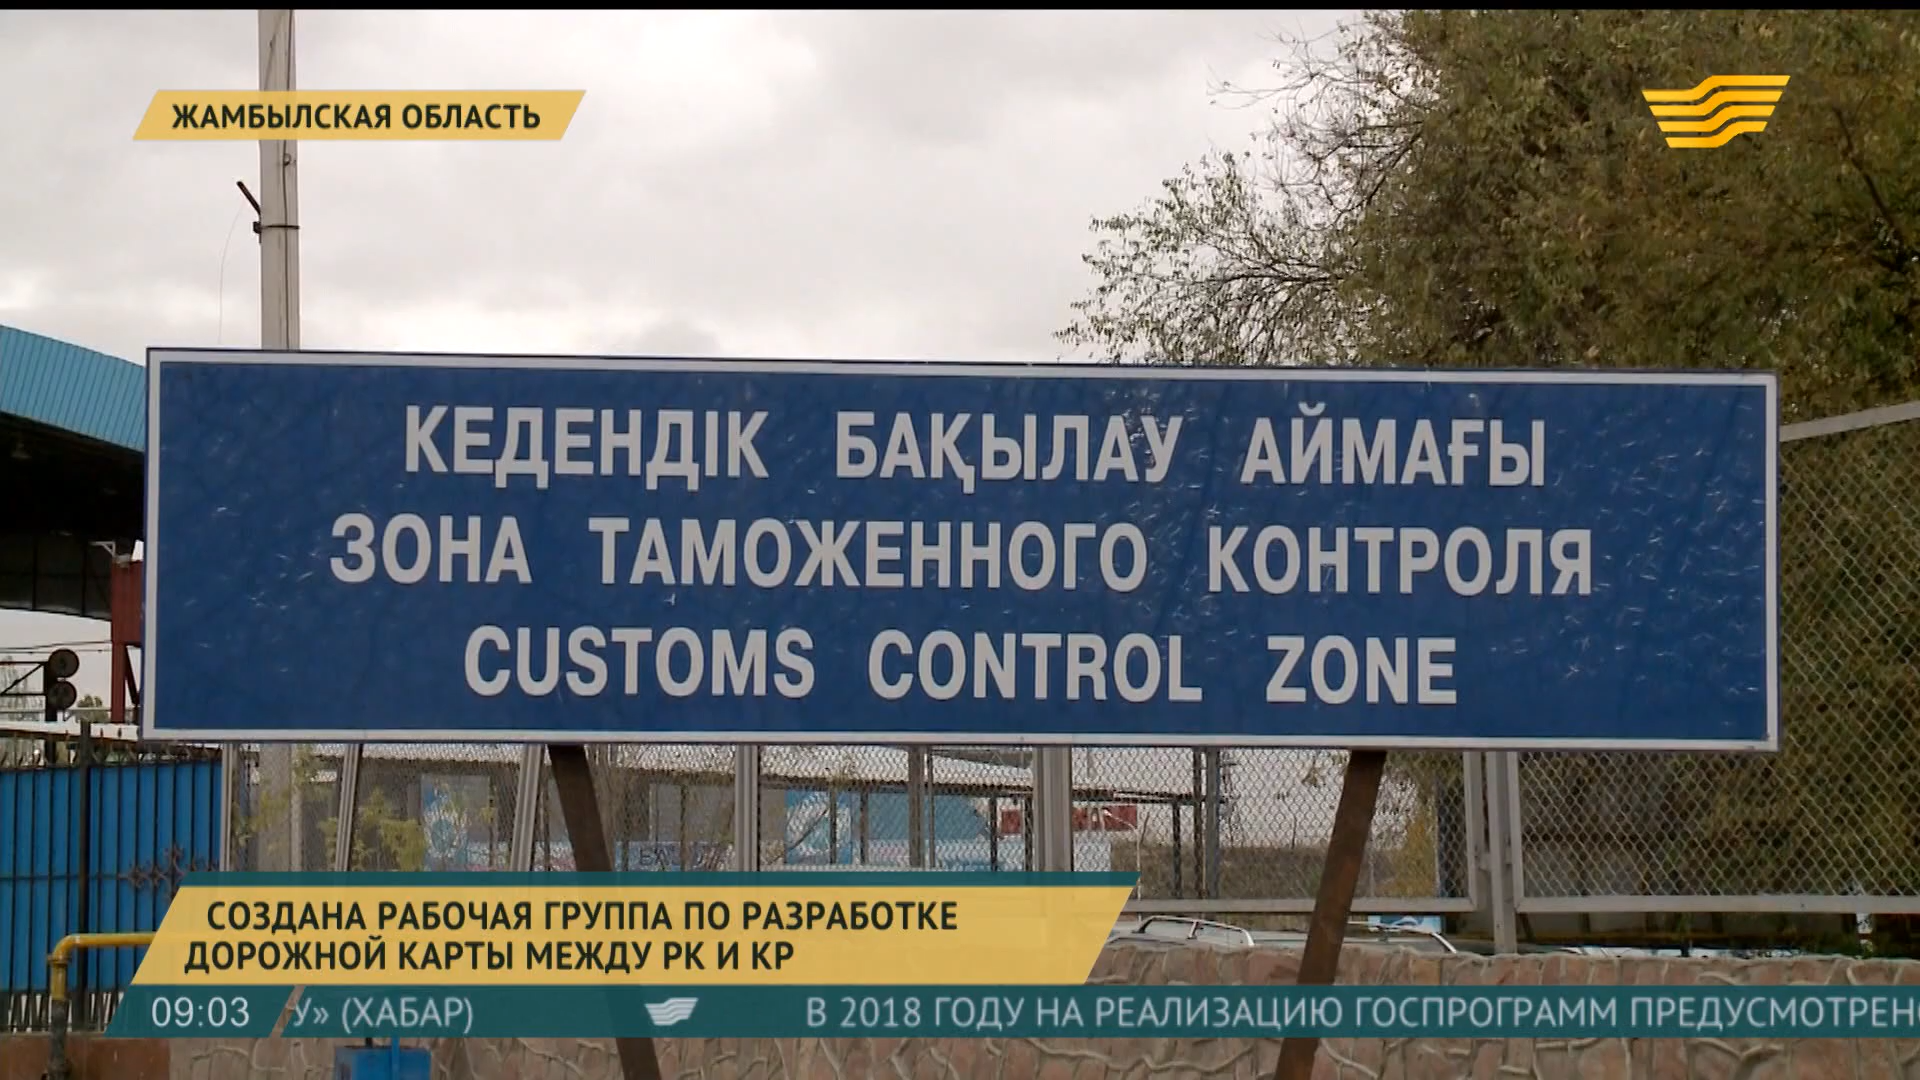 ЖАМБЫЛСКАЯ ОБЛАСТЬ
КЕДЕНДІК БАҚЫЛАУ АЙМАҒЫ
ЗОНА ТАМОЖЕННОГО КОНТРОЛЯ
CUSTOMS CONTROL ZONE
СОЗДАНА РАБОЧАЯ ГРУППА ПО РАЗРАБОТКЕ
ДОРОЖНОЙ КАРТЫ МЕЖДУ РК И КР
09:03 У» (ХАБАР) В 2018 ГОДУ НА РЕАЛИЗАЦИЮ ГОСПРОГРАММ ПРЕДУСМОТРЕНО